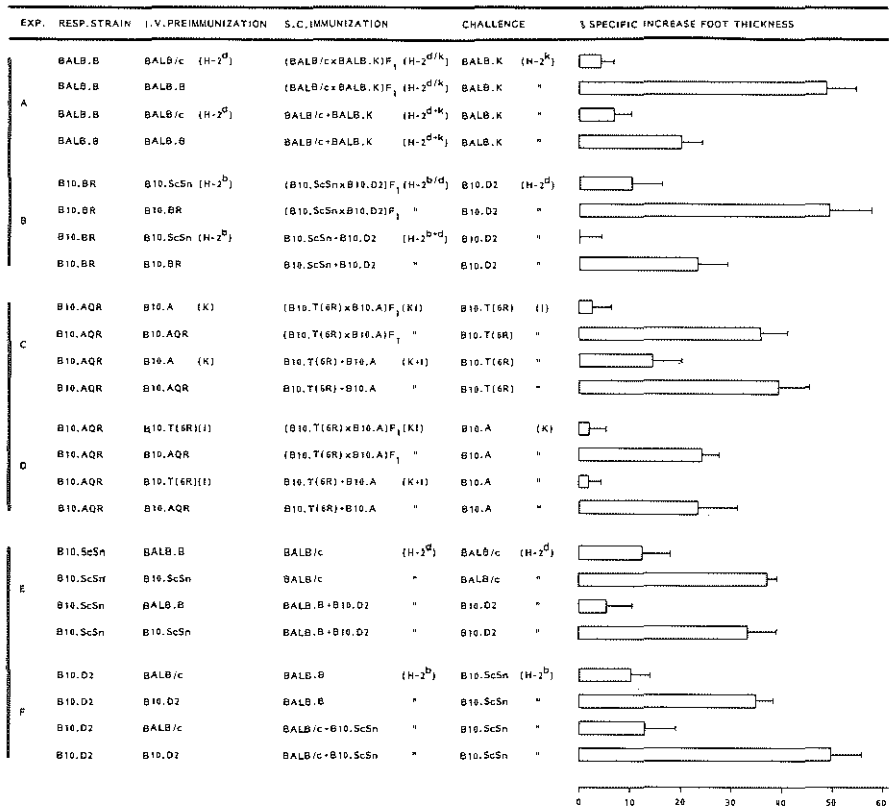 EXP. RESP.STRAIN I.V.PREIMMUNIZATION S.C.IMMUNIZATION CHALLENGE % SPECIFIC INCREASE FOOT THICKNESS
BALB.B BALB/c (H-2d) (BALB/cxBALB.K)F1 (H-2d/k) BALB.K (H-2k)
BALB.B BALB.B (BALB/cxBALB.K)F1 (H-2d/k) BALB.K "
A
BALB.B BALB/c (H-2d) BALB/c+BALB.K (H-2d+k) BALB.K "
BALB.B BALB.B BALB/c+BALB.K (H-2d+k) BALB.K "
B10.BR B10.ScSn (H-2b) (B10.ScSnxB10.D2)F1 (H-2b/d) B10.D2 (H-2d)
B10.BR B10.BR (B10.ScSnxB10.D2)F1 " B10.D2 "
B
B10.BR B10.ScSn (H-2b) B10.ScSn+B10.D2 (H-2b+d) B10.D2 "
B10.BR B10.BR B10.ScSn+B10.D2 " B10.D2 "
B10.AQR B10.A (K) (B10.T(6R)xB10.A)F1 (KI) B10.T(6R) (I)
B10.AQR B10.AQR (B10.T(6R)xB10.A)F1 " B10.T(6R) "
C
B10.AQR B10.A (K) B10.T(6R)+B10.A (K+I) B10.T(6R) "
B10.AQR B10.AQR B10.T(6R)+B10.A " B10.T(6R) "
B10.AQR B10.T(6R)(I) (B10.T(6R)xB10.A)F1 (KI) B10.A (K)
B10.AQR B10.AQR (B10.T(6R)xB10.A)F1 " B10.A "
D
B10.AQR B10.T(6R)(I) B10.T(6R)+B10.A (K+I) B10.A "
B10.AQR B10.AQR B10.T(6R)+B10.A " B10.A "
B10.ScSn BALB.B BALB/c (H-2d) BALB/c (H-2d)
B10.ScSn B10.ScSn BALB/c " BALB/c "
E
B10.ScSn BALB.B BALB.B+B10.D2 " B10.D2 "
B10.ScSn B10.ScSn BALB.B+B10.D2 " B10.D2 "
B10.D2 BALB/c BALB.B (H-2b) B10.ScSn (H-2b)
B10.D2 B10.D2 BALB.B " B10.ScSn "
F
B10.D2 BALB/c BALB/c+B10.ScSn " B10.ScSn "
B10.D2 B10.D2 BALB/c+B10.ScSn " B10.ScSn "
0 10 20 30 40 50 60